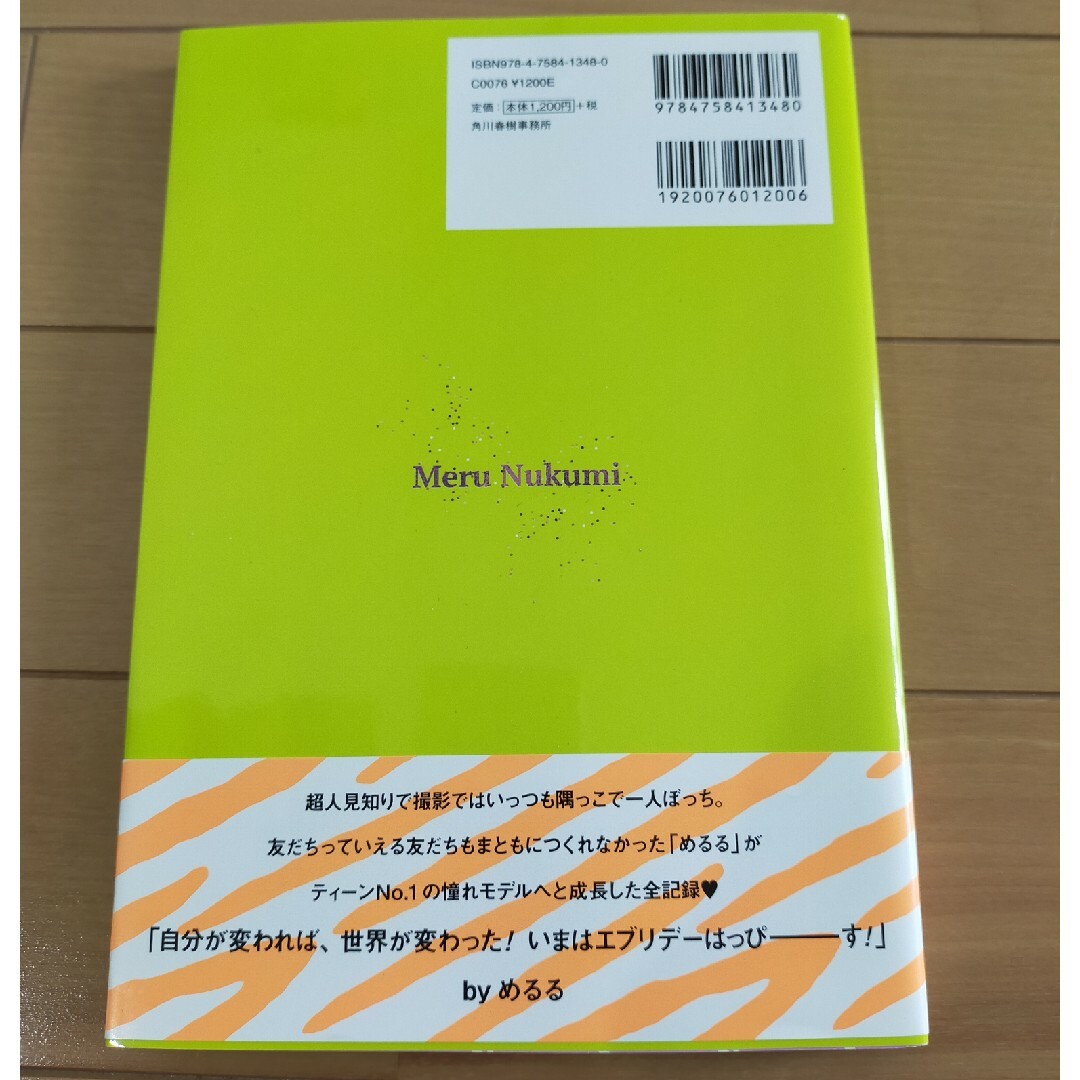 ISBN978-4-7584-1348-0
C0076 ¥1200E
定価：本体1,200円+税
角川春樹事務所
9784758413480
1920076012006
Meru Nukumi
超人見知りで撮影ではいっつも隅っこで一人ぼっち。
友だちっていえる友だちもまともにつくれなかった「めるる」が
ティーンNo.1の憧れモデルへと成長した全記録♥
「自分が変われば、世界が変わった！いまはエブリデーはっぴ———す！」
by めるる